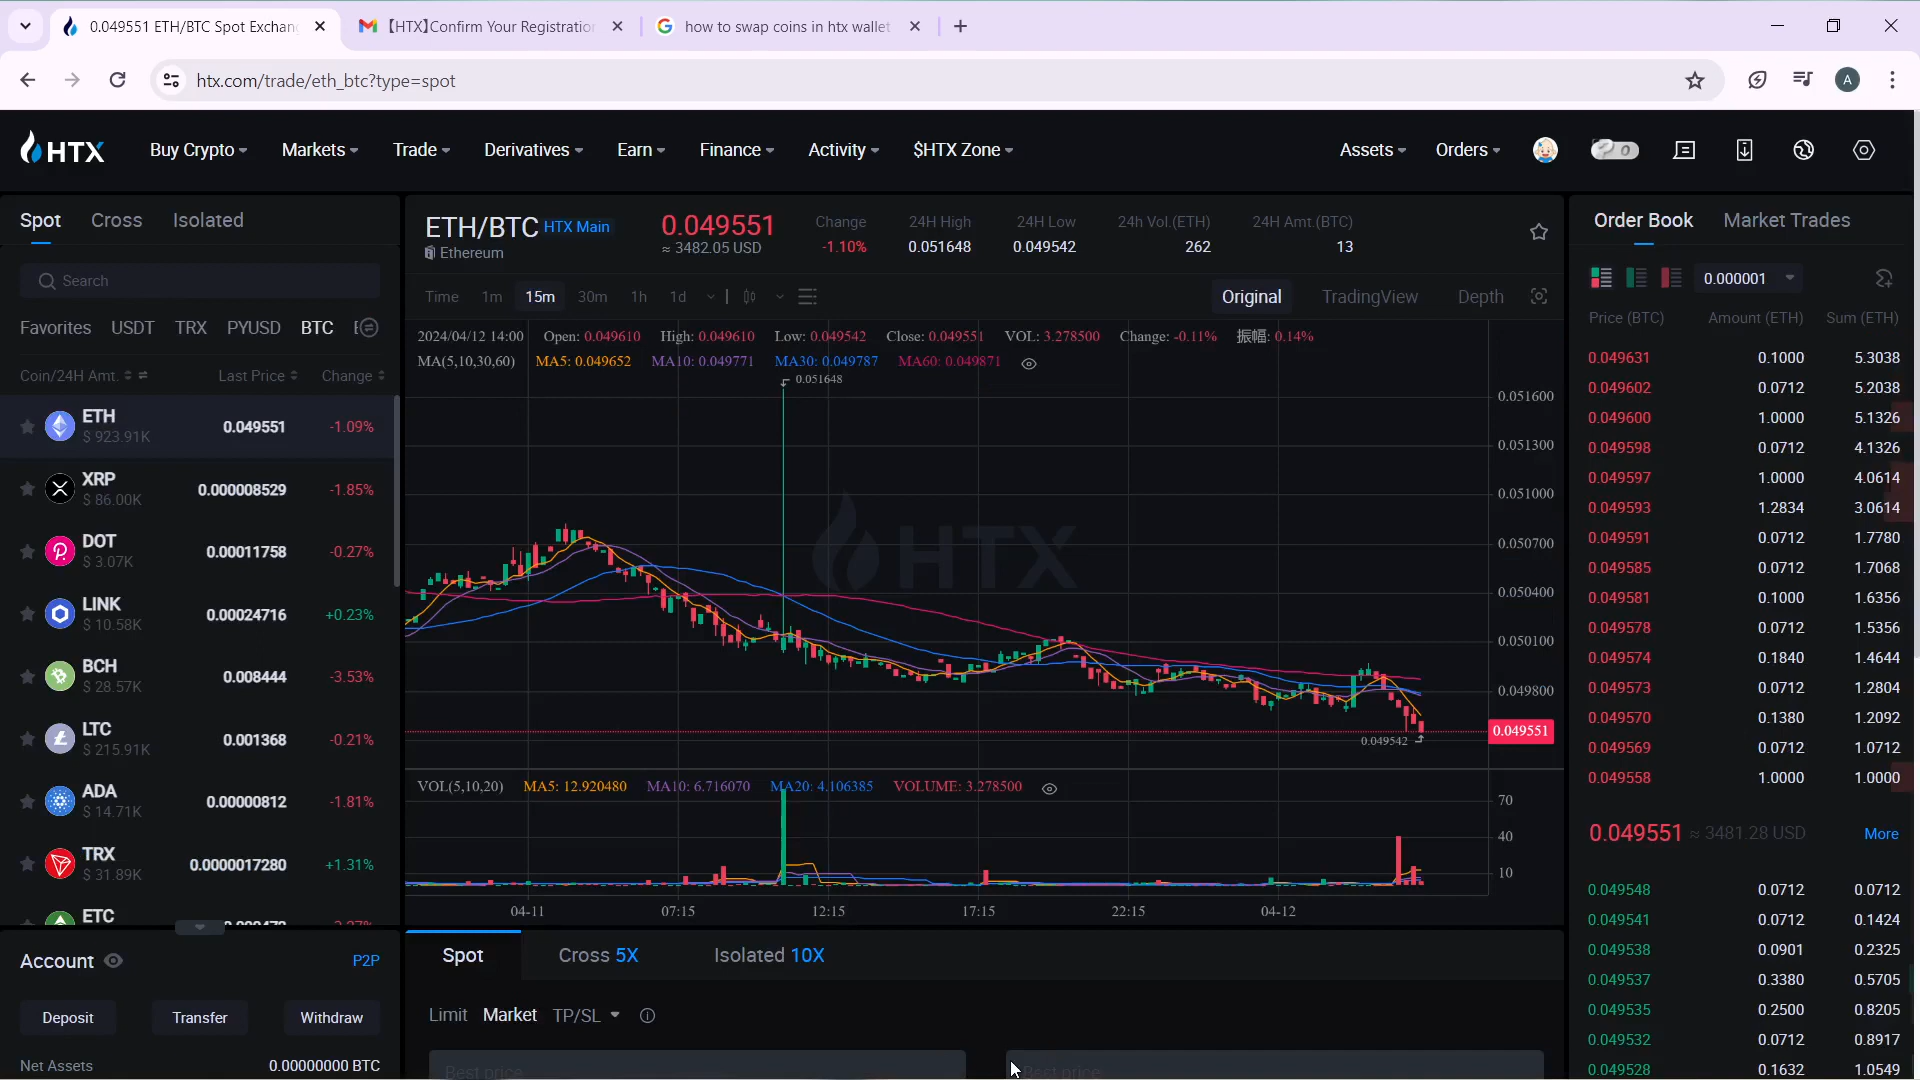 0.049551 ETH/BTC Spot Exchan
【HTX】Confirm Your Registration
how to swap coins in htx wallet
htx.com/trade/eth_btc?type=spot
A
HTX
Buy Crypto
Markets
Trade
Derivatives
Earn
Finance
Activity
$HTX Zone
Assets
Orders
0
Spot
Cross
Isolated
Search
Favorites
USDT
TRX
PYUSD
BTC
Coin/24H Amt.
Last Price
Change
ETH
$ 923.91K
0.049551
-1.09%
XRP
$ 86.00K
0.000008529
-1.85%
DOT
$ 3.07K
0.00011758
-0.27%
LINK
$ 10.58K
0.00024716
+0.23%
BCH
$ 28.57K
0.008444
-3.53%
LTC
$ 215.91K
0.001368
-0.21%
ADA
$ 14.71K
0.00000812
-1.81%
TRX
$ 31.89K
0.0000017280
+1.31%
ETC
Account
P2P
Deposit
Transfer
Withdraw
Net Assets
0.00000000 BTC
ETH/BTC HTX Main
Ethereum
0.049551
≈ 3482.05 USD
Change
-1.10%
24H High
0.051648
24H Low
0.049542
24h Vol.(ETH)
262
24H Amt.(BTC)
13
Time
1m
15m
30m
1h
1d
Original
TradingView
Depth
2024/04/12 14:00 Open: 0.049610 High: 0.049610 Low: 0.049542 Close: 0.049551 VOL: 3.278500 Change: -0.11% 振幅: 0.14%
MA(5,10,30,60) MA5: 0.049652 MA10: 0.049771 MA30: 0.049787 MA60: 0.049871
0.051648
HTX
0.051600
0.051300
0.051000
0.050700
0.050400
0.050100
0.049800
0.049551
0.049542
VOL(5,10,20) MA5: 12.920480 MA10: 6.716070 MA20: 4.106385 VOLUME: 3.278500
70
40
10
04-11
07:15
12:15
17:15
22:15
04-12
Spot
Cross 5X
Isolated 10X
Limit
Market
TP/SL
Best price
Best price
Order Book
Market Trades
0.000001
Price (BTC) Amount (ETH) Sum (ETH)
0.049631 0.1000 5.3038
0.049602 0.0712 5.2038
0.049600 1.0000 5.1326
0.049598 0.0712 4.1326
0.049597 1.0000 4.0614
0.049593 1.2834 3.0614
0.049591 0.0712 1.7780
0.049585 0.0712 1.7068
0.049581 0.1000 1.6356
0.049578 0.0712 1.5356
0.049574 0.1840 1.4644
0.049573 0.0712 1.2804
0.049570 0.1380 1.2092
0.049569 0.0712 1.0712
0.049558 1.0000 1.0000
0.049551 ≈ 3481.28 USD More
0.049548 0.0712 0.0712
0.049541 0.0712 0.1424
0.049538 0.0901 0.2325
0.049537 0.3380 0.5705
0.049535 0.2500 0.8205
0.049532 0.0712 0.8917
0.049528 0.1632 1.0549